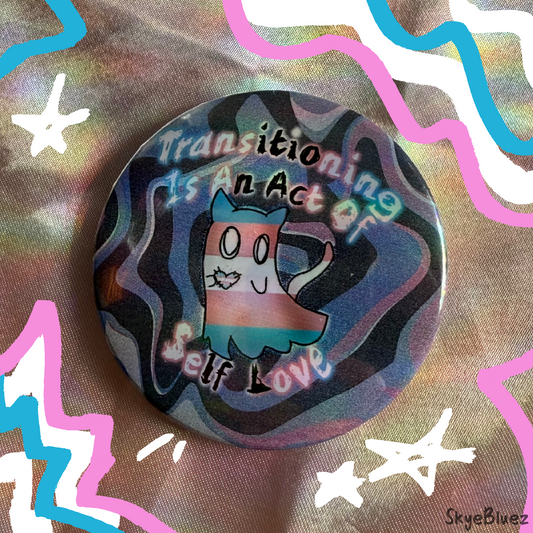 Transitioning
Is An Act Of
Self Love
SkyeBluez